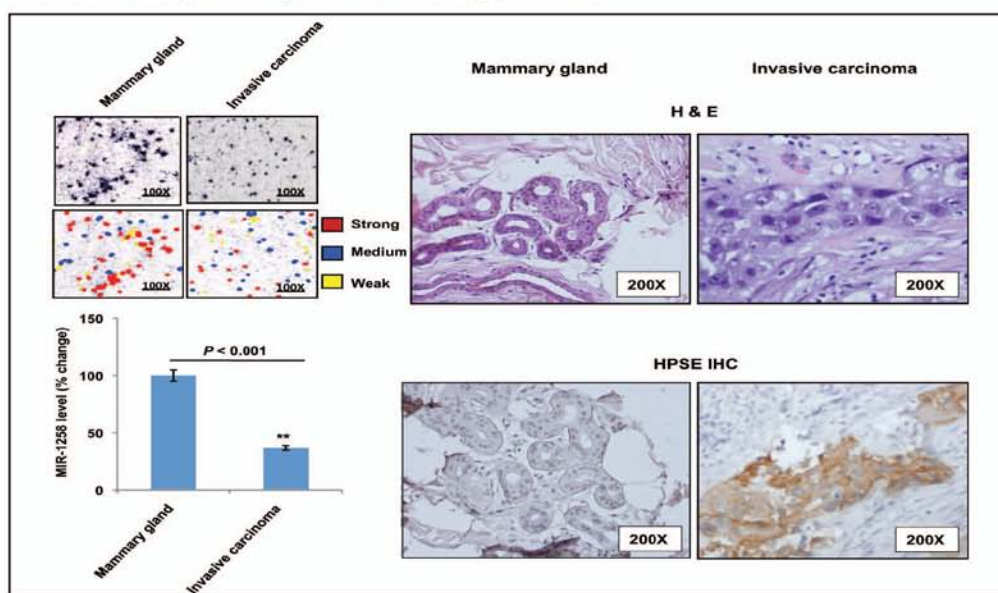 Mammary gland
Invasive carcinoma
100X
100X
100X
100X
Strong
Medium
Weak
MIR-1258 level (% change)
150
100
50
0
P < 0.001
**
Mammary gland
Invasive carcinoma
Mammary gland
Invasive carcinoma
H & E
200X
200X
HPSE IHC
200X
200X